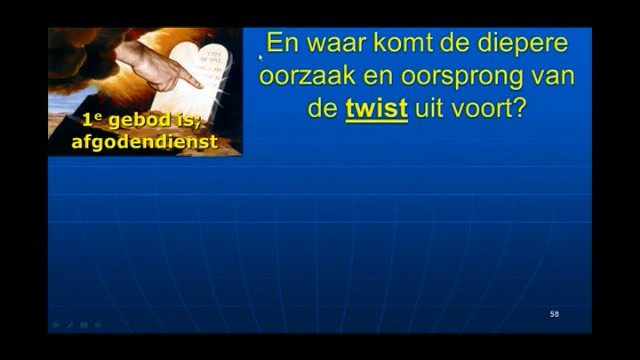 En waar komt de diepere
oorzaak en oorsprong van
de twist uit voort?
1e gebod is;
afgodendienst
58